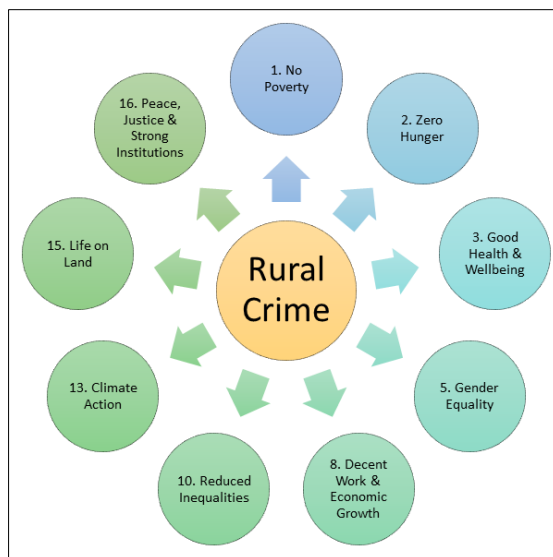 Rural
Crime
1. No
Poverty
2. Zero
Hunger
3. Good
Health &
Wellbeing
5. Gender
Equality
8. Decent
Work &
Economic
Growth
10. Reduced
Inequalities
13. Climate
Action
15. Life on
Land
16. Peace,
Justice &
Strong
Institutions